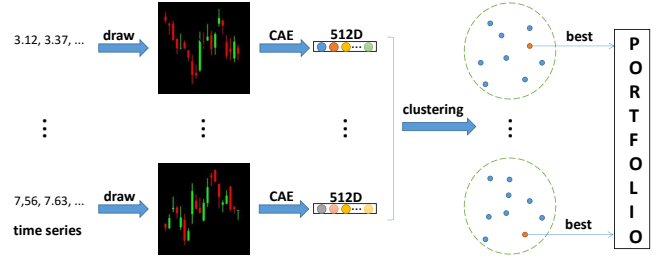 3.12, 3.37, ...
draw
CAE
512D
...
best
clustering
7,56, 7.63, ...
draw
CAE
512D
...
best
time series
PORTFOLIO